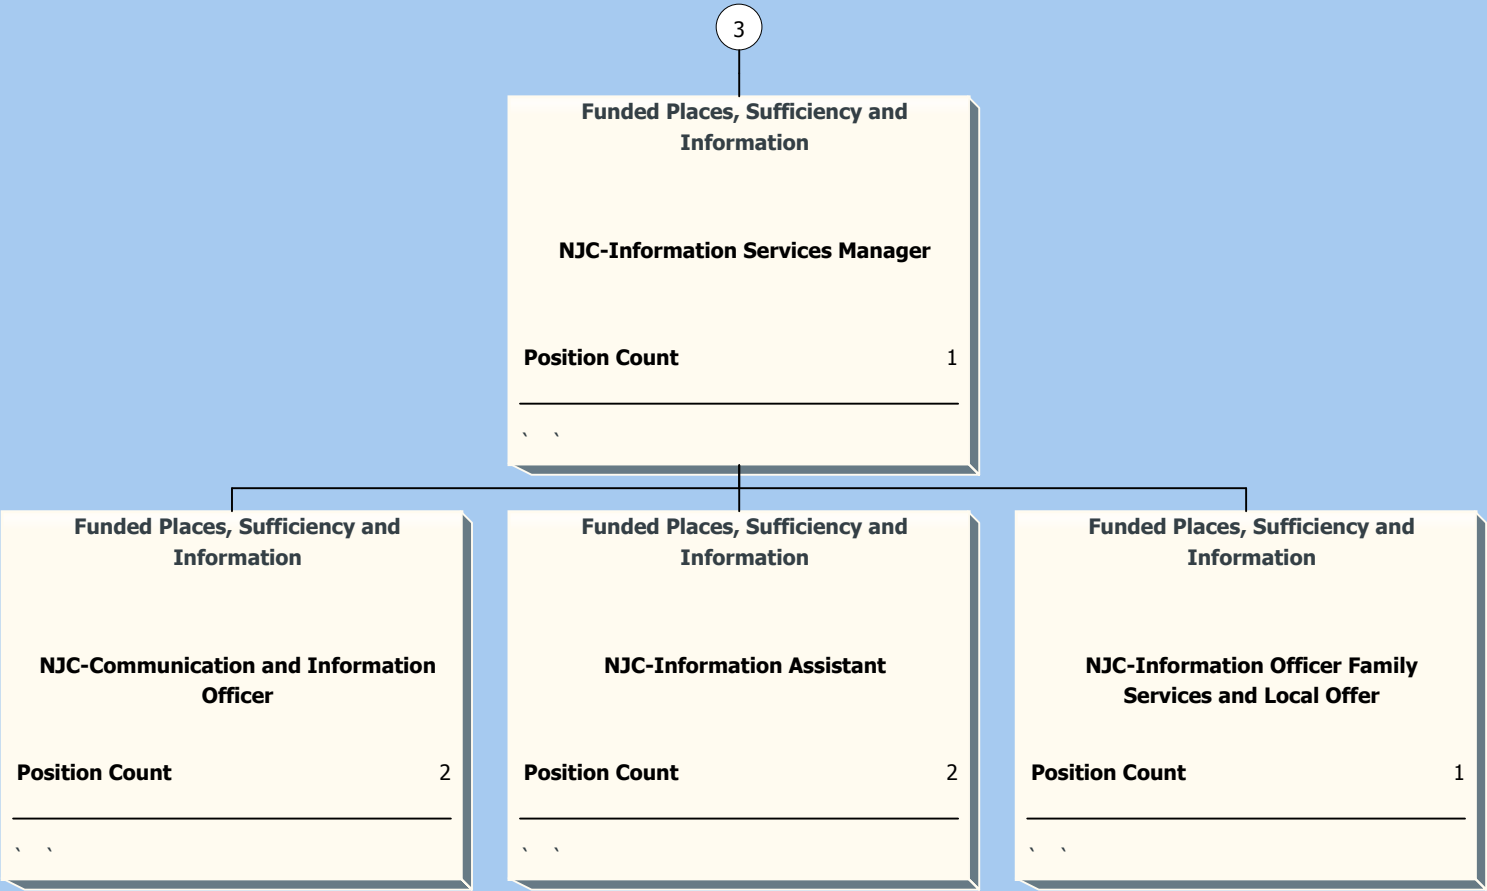 3
Funded Places, Sufficiency and
Information
NJC-Information Services Manager
Position Count 1
` `
Funded Places, Sufficiency and
Information
NJC-Communication and Information
Officer
Position Count 2
` `
Funded Places, Sufficiency and
Information
NJC-Information Assistant
Position Count 2
` `
Funded Places, Sufficiency and
Information
NJC-Information Officer Family
Services and Local Offer
Position Count 1
` `